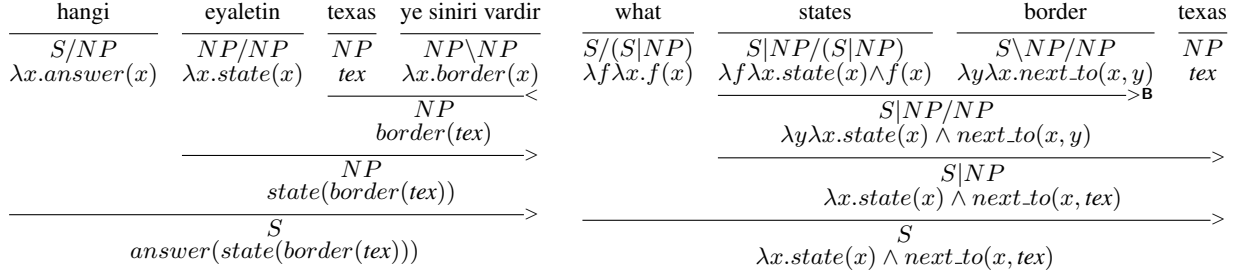 hangi eyaletin texas ye siniri vardir
S/NP NP/NP NP NP\NP
λx.answer(x) λx.state(x) tex λx.border(x)
<
NP
border(tex)
>
NP
state(border(tex))
>
S
answer(state(border(tex)))
what states border texas
S/(S|NP) S|NP/(S|NP) S\NP/NP NP
λfλx.f(x) λfλx.state(x)∧f(x) λyλx.next_to(x, y) tex
>B
S|NP/NP
λyλx.state(x) ∧ next_to(x, y)
>
S|NP
λx.state(x) ∧ next_to(x, tex)
>
S
λx.state(x) ∧ next_to(x, tex)